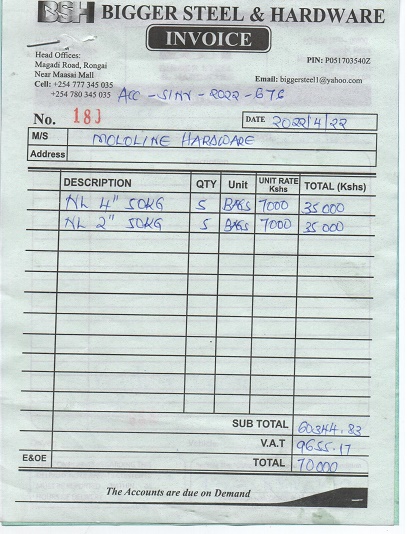 BSH BIGGER STEEL & HARDWARE
INVOICE
Head Offices:
Magadi Road, Rongai
Near Maasai Mall
Cell: +254 777 345 035
+254 780 345 035
PIN: P051703540Z
Email: biggersteel1@yahoo.com
ACC - SINV - 2022 - 876
No. 183
DATE 2022/4/22
M/S MOLOLINE HARDWARE
Address
DESCRIPTION QTY Unit UNIT RATE Kshs TOTAL (Kshs)
NL 4" 50KG 5 BAGS 7000 35000
NL 2" 50KG 5 BAGS 7000 35000
SUB TOTAL 60344.83
V.A.T 9655.17
E&OE TOTAL 70000
The Accounts are due on Demand